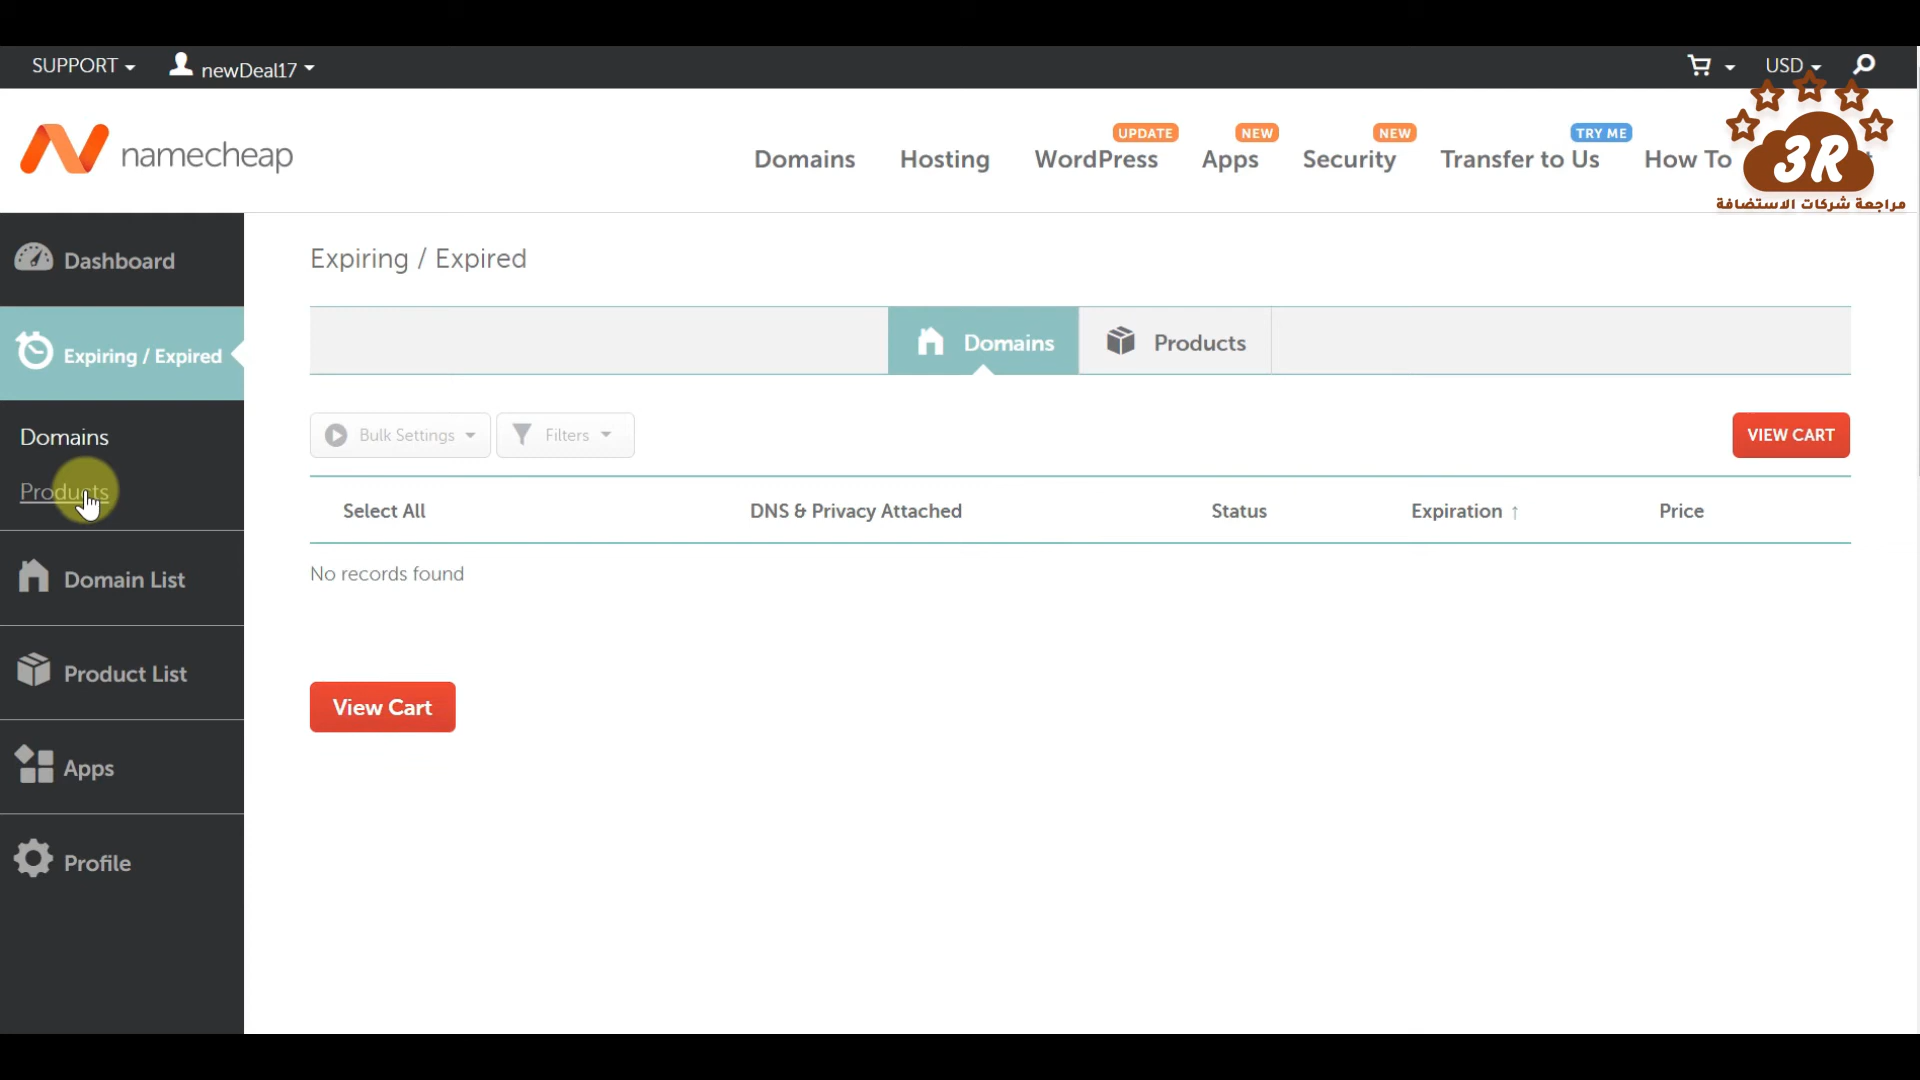 SUPPORT newDeal17 USD
namecheap
UPDATE NEW NEW TRY ME
Domains Hosting WordPress Apps Security Transfer to Us How To
3R
مراجعة شركات الاستضافة
Dashboard
Expiring / Expired
Domains
Products
Domain List
Product List
Apps
Profile
Expiring / Expired
Domains Products
Bulk Settings Filters VIEW CART
Select All DNS & Privacy Attached Status Expiration ↑ Price
No records found
View Cart